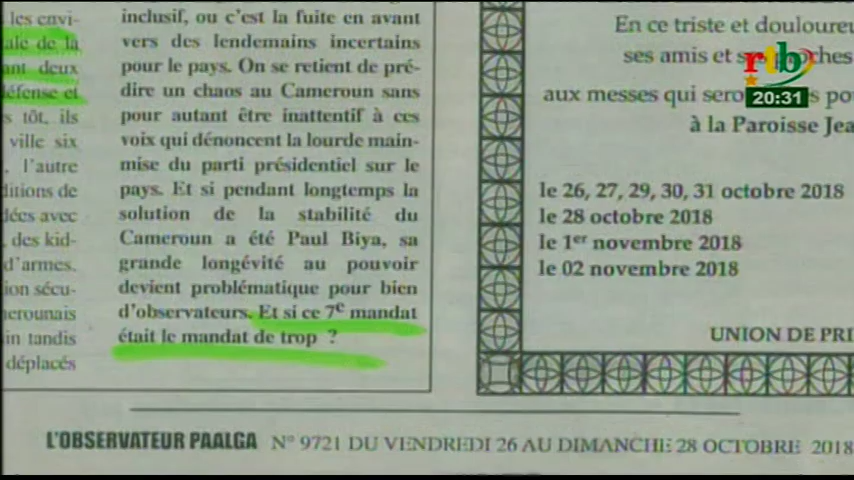 les envi-
ale de la
ant deux
défense et
s tôt, ils
ville six
l'autre
ditions de
dées avec
des kid-
d'armes.
ion sécu-
erounais
in tandis
déplacés
inclusif, ou c'est la fuite en avant
vers des lendemains incertains
pour le pays. On se retient de pré-
dire un chaos au Cameroun sans
pour autant être inattentif à ces
voix qui dénoncent la lourde main-
mise du parti présidentiel sur le
pays. Et si pendant longtemps la
solution de la stabilité du
Cameroun a été Paul Biya, sa
grande longévité au pouvoir
devient problématique pour bien
d'observateurs. Et si ce 7e mandat
était le mandat de trop ?
En ce triste et douloureu
ses amis et ses proches
aux messes qui sero s po
à la Paroisse Jea
le 26, 27, 29, 30, 31 octobre 2018
le 28 octobre 2018
le 1er novembre 2018
le 02 novembre 2018
UNION DE PRI
rtb
20:31
L'OBSERVATEUR PAALGA N° 9721 DU VENDREDI 26 AU DIMANCHE 28 OCTOBRE 2018